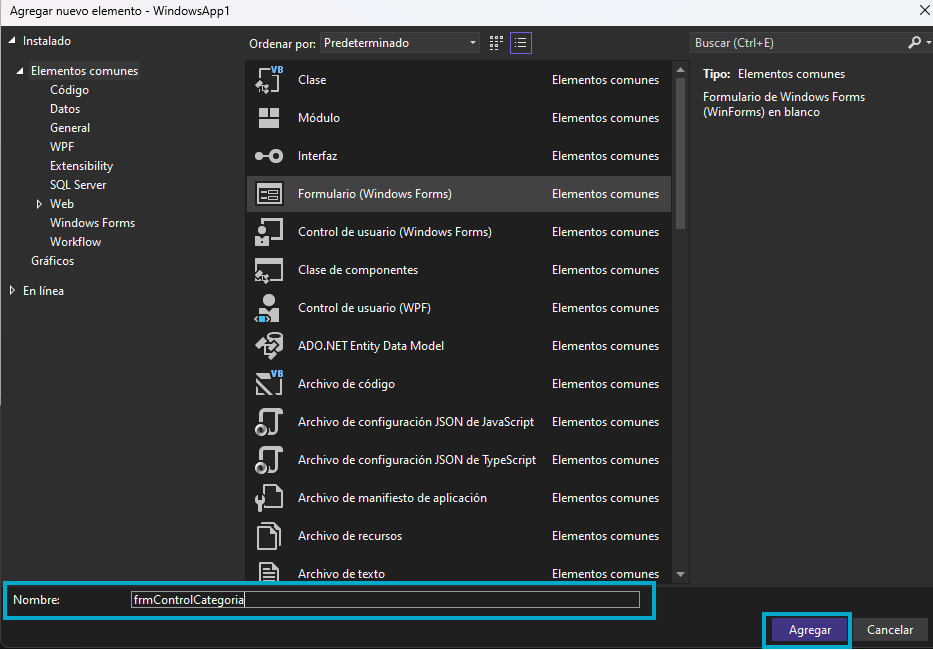 Agregar nuevo elemento - WindowsApp1
Instalado
Elementos comunes
Código
Datos
General
WPF
Extensibility
SQL Server
Web
Windows Forms
Workflow
Gráficos
En línea
Ordenar por: Predeterminado
VB Clase Elementos comunes
Módulo Elementos comunes
Interfaz Elementos comunes
Formulario (Windows Forms) Elementos comunes
Control de usuario (Windows Forms) Elementos comunes
Clase de componentes Elementos comunes
Control de usuario (WPF) Elementos comunes
ADO.NET Entity Data Model Elementos comunes
VB Archivo de código Elementos comunes
Archivo de configuración JSON de JavaScript Elementos comunes
Archivo de configuración JSON de TypeScript Elementos comunes
Archivo de manifiesto de aplicación Elementos comunes
Archivo de recursos Elementos comunes
Archivo de texto Elementos comunes
Buscar (Ctrl+E)
Tipo: Elementos comunes
Formulario de Windows Forms
(WinForms) en blanco
Nombre: frmControlCategoria
Agregar Cancelar